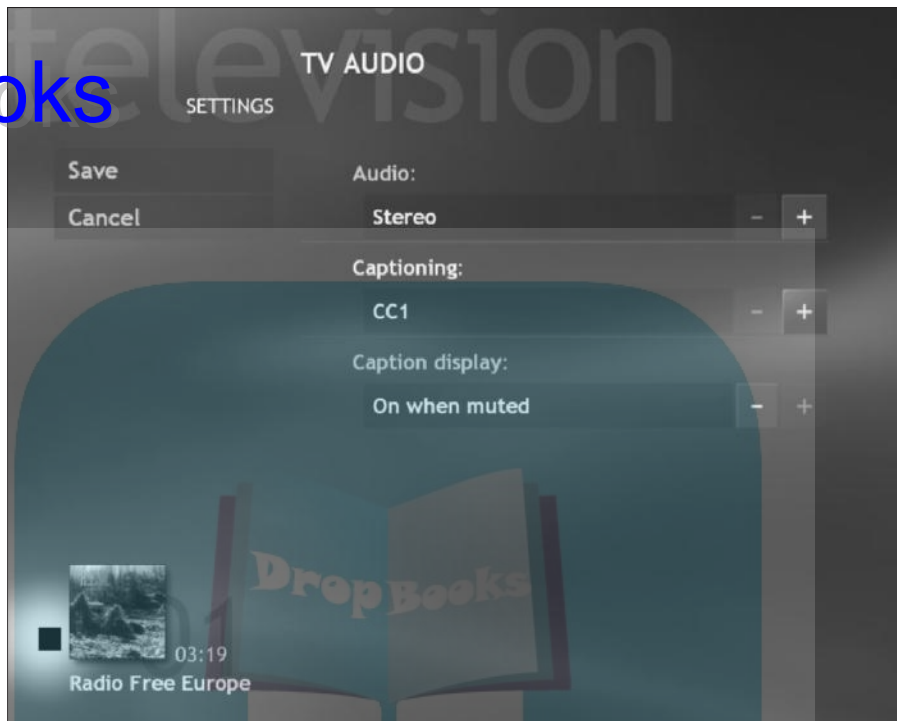 television
TV AUDIO
oks
SETTINGS
Save
Cancel
Audio:
Stereo
- +
Captioning:
CC1
- +
Caption display:
On when muted
- +
DropBooks
01
03:19
Radio Free Europe